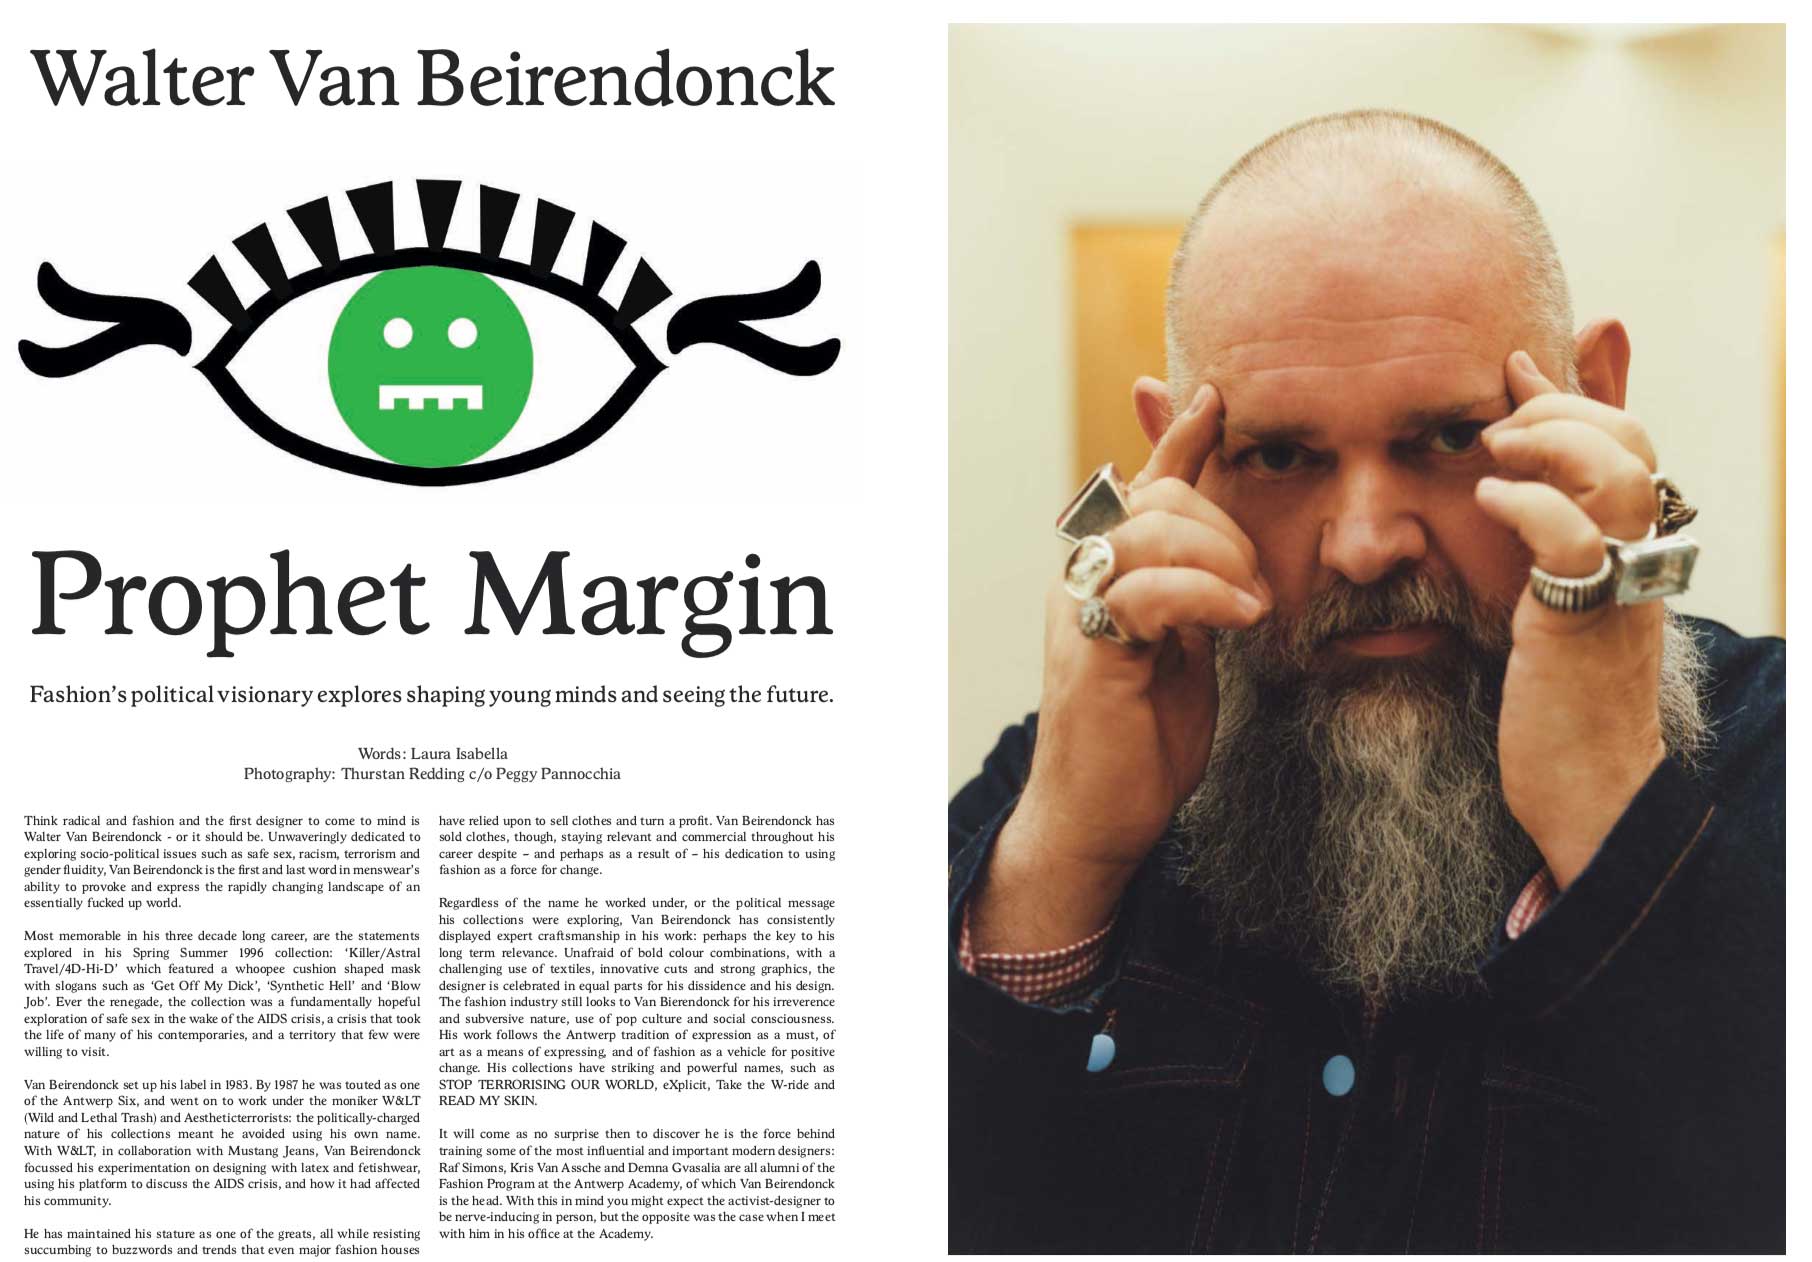 Walter Van Beirendonck
Prophet Margin
Fashion's political visionary explores shaping young minds and seeing the future.
Words: Laura Isabella
Photography: Thurstan Redding c/o Peggy Pannocchia
Think radical and fashion and the first designer to come to mind is
Walter Van Beirendonck - or it should be. Unwaveringly dedicated to
exploring socio-political issues such as safe sex, racism, terrorism and
gender fluidity, Van Beirendonck is the first and last word in menswear's
ability to provoke and express the rapidly changing landscape of an
essentially fucked up world.
Most memorable in his three decade long career, are the statements
explored in his Spring Summer 1996 collection: ‘Killer/Astral
Travel/4D-Hi-D’ which featured a whoopee cushion shaped mask
with slogans such as ‘Get Off My Dick’, ‘Synthetic Hell’ and ‘Blow
Job’. Ever the renegade, the collection was a fundamentally hopeful
exploration of safe sex in the wake of the AIDS crisis, a crisis that took
the life of many of his contemporaries, and a territory that few were
willing to visit.
Van Beirendonck set up his label in 1983. By 1987 he was touted as one
of the Antwerp Six, and went on to work under the moniker W&LT
(Wild and Lethal Trash) and Aestheticterrorists: the politically-charged
nature of his collections meant he avoided using his own name.
With W&LT, in collaboration with Mustang Jeans, Van Beirendonck
focussed his experimentation on designing with latex and fetishwear,
using his platform to discuss the AIDS crisis, and how it had affected
his community.
He has maintained his stature as one of the greats, all while resisting
succumbing to buzzwords and trends that even major fashion houses
have relied upon to sell clothes and turn a profit. Van Beirendonck has
sold clothes, though, staying relevant and commercial throughout his
career despite – and perhaps as a result of – his dedication to using
fashion as a force for change.
Regardless of the name he worked under, or the political message
his collections were exploring, Van Beirendonck has consistently
displayed expert craftsmanship in his work: perhaps the key to his
long term relevance. Unafraid of bold colour combinations, with a
challenging use of textiles, innovative cuts and strong graphics, the
designer is celebrated in equal parts for his dissidence and his design.
The fashion industry still looks to Van Bierendonck for his irreverence
and subversive nature, use of pop culture and social consciousness.
His work follows the Antwerp tradition of expression as a must, of
art as a means of expressing, and of fashion as a vehicle for positive
change. His collections have striking and powerful names, such as
STOP TERRORISING OUR WORLD, eXplicit, Take the W-ride and
READ MY SKIN.
It will come as no surprise then to discover he is the force behind
training some of the most influential and important modern designers:
Raf Simons, Kris Van Assche and Demna Gvasalia are all alumni of the
Fashion Program at the Antwerp Academy, of which Van Beirendonck
is the head. With this in mind you might expect the activist-designer to
be nerve-inducing in person, but the opposite was the case when I meet
with him in his office at the Academy.